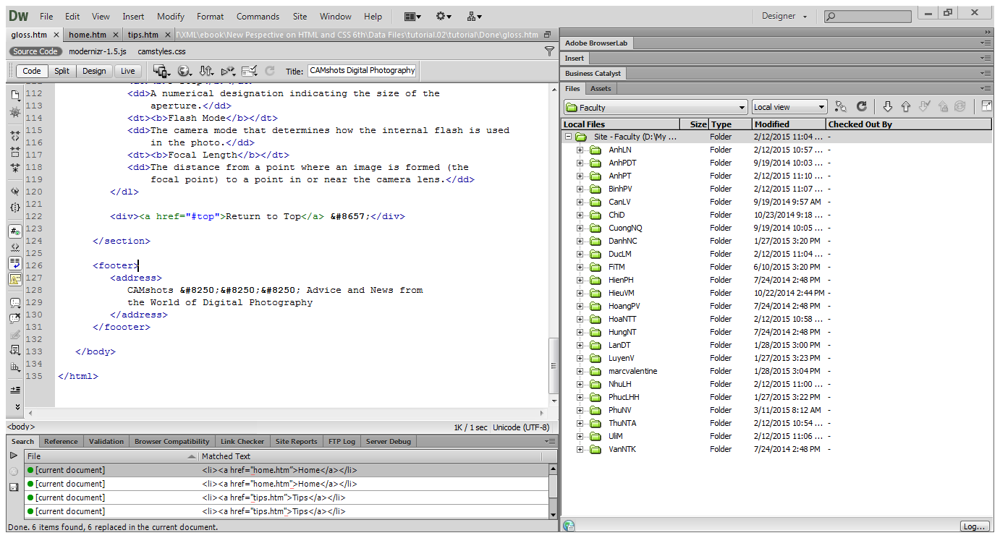 Dw File Edit View Insert Modify Format Commands Site Window Help Designer
gloss.htm home.htm tips.htm \XML\ebook\New Pespective on HTML and CSS 6th\Data Files\tutorial.02\tutorial\Done\gloss.htm
Source Code modernizr-1.5.js camstyles.css
Code Split Design Live Title: CAMshots Digital Photography
112 <dd>A numerical designation indicating the size of the
113 aperture.</dd>
114 <dt><b>Flash Mode</b></dt>
115 <dd>The camera mode that determines how the internal flash is used
116 in the photo.</dd>
117 <dt><b>Focal Length</b></dt>
118 <dd>The distance from a point where an image is formed (the
119 focal point) to a point in or near the camera lens.</dd>
120 </dl>
121
122 <div><a href="#top">Return to Top</a> &#8657;</div>
123
124 </section>
125
126 <footer>
127 <address>
128 CAMshots &#8250;&#8250;&#8250; Advice and News from
129 the World of Digital Photography
130 </address>
131 </foooter>
132
133 </body>
134
135 </html>
<body> 1K / 1 sec Unicode (UTF-8)
Search Reference Validation Browser Compatibility Link Checker Site Reports FTP Log Server Debug
File Matched Text
[current document] <li><a href="home.htm">Home</a></li>
[current document] <li><a href="home.htm">Home</a></li>
[current document] <li><a href="tips.htm">Tips</a></li>
[current document] <li><a href="tips.htm">Tips</a></li>
Done. 6 items found, 6 replaced in the current document.
Adobe BrowserLab
Insert
Business Catalyst
Files Assets
Faculty Local view
Local Files Size Type Modified Checked Out By
Site - Faculty (D:\My ... Folder 2/12/2015 11:04 ... -
AnhLN Folder 2/12/2015 10:57 ... -
AnhPDT Folder 9/19/2014 10:03 ... -
AnhPT Folder 2/12/2015 11:10 ... -
BinhPV Folder 2/12/2015 11:07 ... -
CanLV Folder 9/19/2014 9:57 AM -
ChiD Folder 10/23/2014 9:18 ... -
CuongNQ Folder 9/19/2014 10:05 ... -
DanhNC Folder 1/27/2015 3:20 PM -
DucLM Folder 2/12/2015 11:04 ... -
FiTM Folder 6/10/2015 3:20 PM -
HienPH Folder 7/24/2014 2:48 PM -
HieuVM Folder 10/22/2014 2:44 PM -
HoangPV Folder 7/24/2014 2:48 PM -
HoaNTT Folder 2/12/2015 10:58 ... -
HungNT Folder 7/24/2014 2:48 PM -
LanDT Folder 1/28/2015 3:00 PM -
LuyenV Folder 1/27/2015 3:23 PM -
marcvalentine Folder 1/28/2015 3:04 PM -
NhuLH Folder 2/12/2015 11:00 ... -
PhucLHH Folder 1/27/2015 3:22 PM -
PhuNV Folder 3/11/2015 8:12 AM -
ThuNTA Folder 2/12/2015 10:54 ... -
UliM Folder 2/12/2015 11:06 ... -
VanNTK Folder 7/24/2014 2:48 PM -
Log...